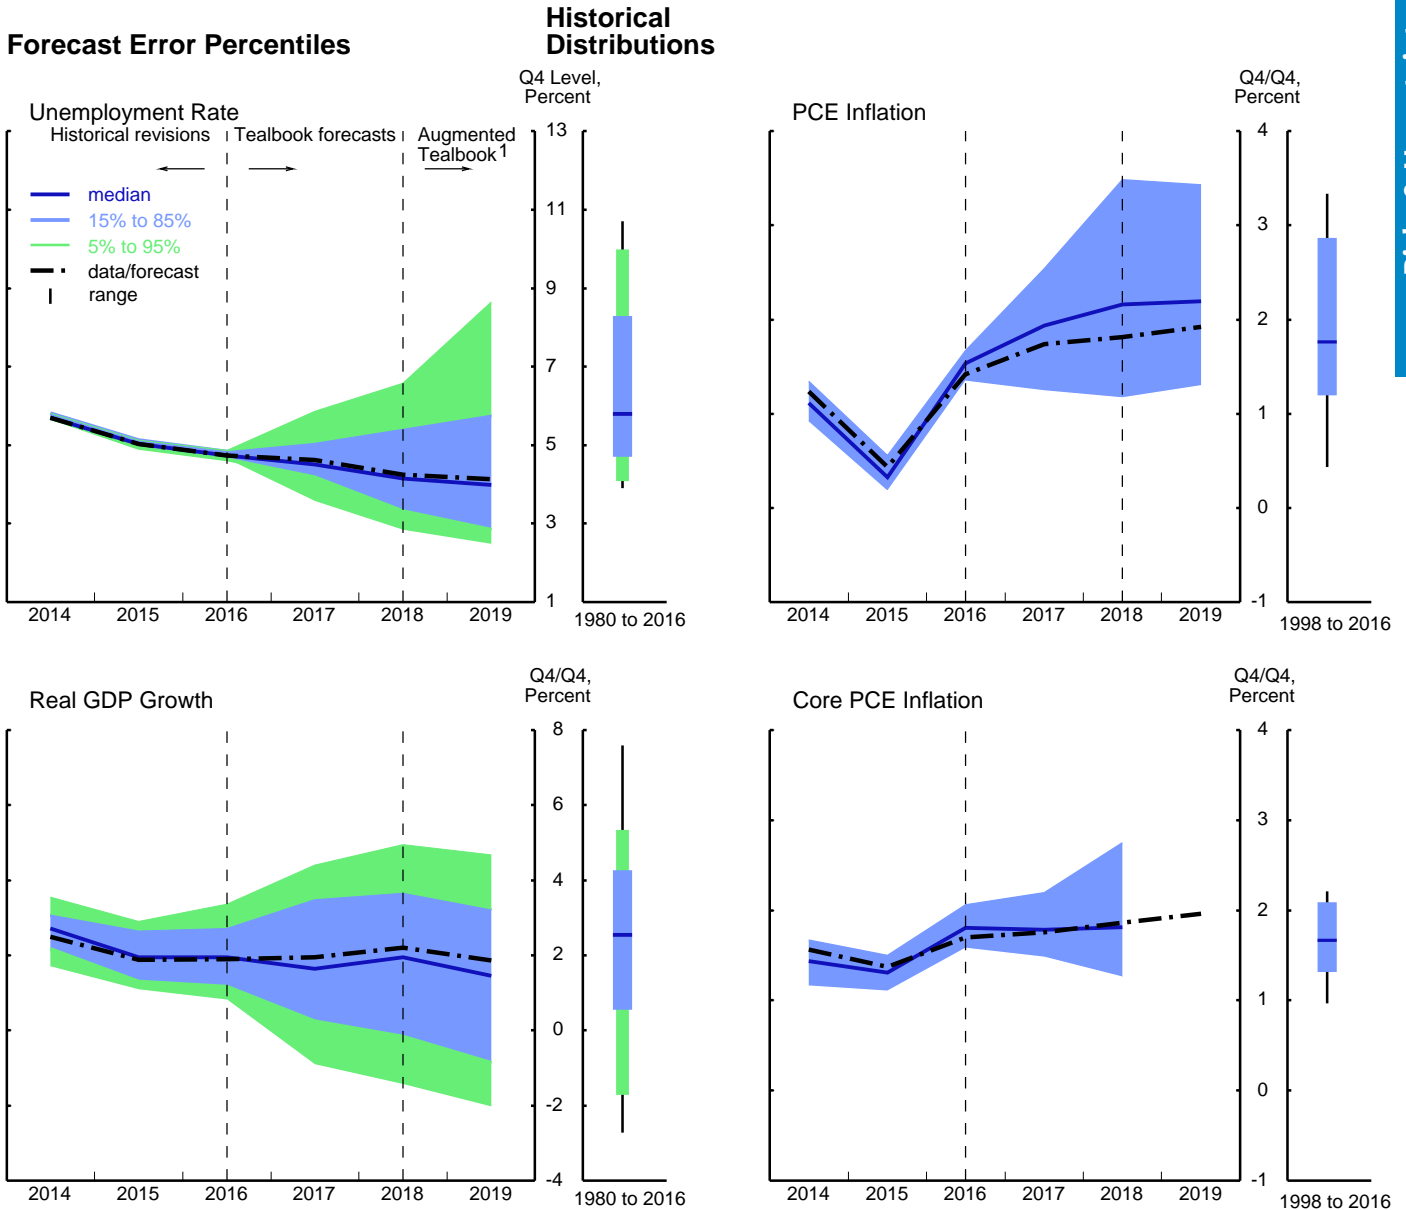 Forecast Error Percentiles
Historical
Distributions
Unemployment Rate
Q4 Level,
Percent
Historical revisions
Tealbook forecasts
Augmented
Tealbook1
median
15% to 85%
5% to 95%
data/forecast
range
13
11
9
7
5
3
1
2014
2015
2016
2017
2018
2019
1980 to 2016
PCE Inflation
Q4/Q4,
Percent
4
3
2
1
0
-1
2014
2015
2016
2017
2018
2019
1998 to 2016
Real GDP Growth
Q4/Q4,
Percent
8
6
4
2
0
-2
-4
2014
2015
2016
2017
2018
2019
1980 to 2016
Core PCE Inflation
Q4/Q4,
Percent
4
3
2
1
0
-1
2014
2015
2016
2017
2018
2019
1998 to 2016